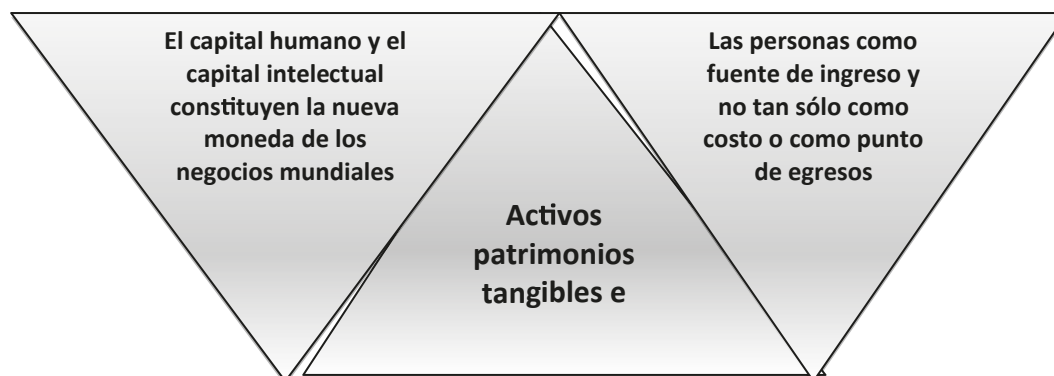 El capital humano y el
capital intelectual
constituyen la nueva
moneda de los
negocios mundiales
Las personas como
fuente de ingreso y
no tan sólo como
costo o como punto
de egresos
Activos
patrimonios
tangibles e